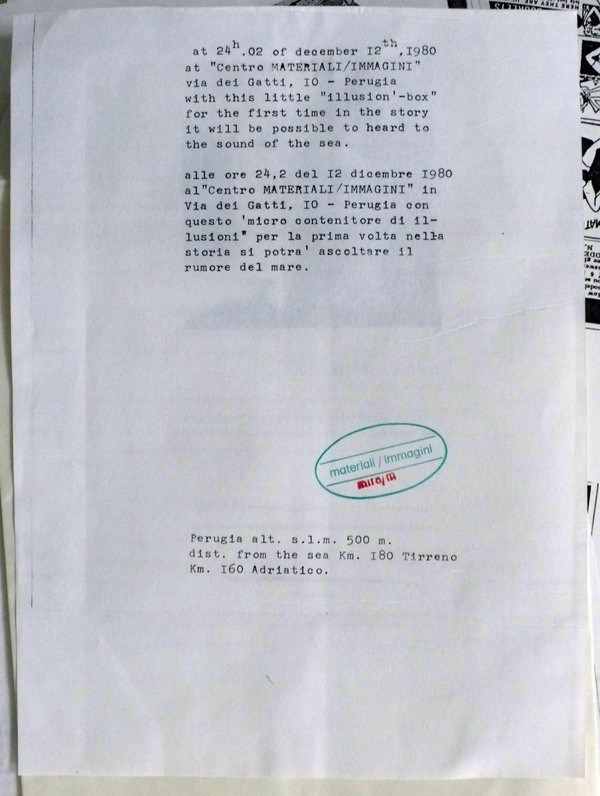 at 24h.02 of december I2th,I980
at "Centro MATERIALI/IMMAGINI"
via dei Gatti, IO - Perugia
with this little "illusion'-box"
for the first time in the story
it will be possible to heard to
the sound of the sea.
alle ore 24,2 del I2 dicembre I980
al"Centro MATERIALI/IMMAGINI" in
Via dei Gatti, IO - Perugia con
questo 'micro contenitore di il-
lusioni" per la prima volta nella
storia si potra' ascoltare il
rumore del mare.
materiali / immagini
Perugia alt. s.l.m. 500 m.
dist. from the sea Km. I80 Tirreno
Km. I60 Adriatico.